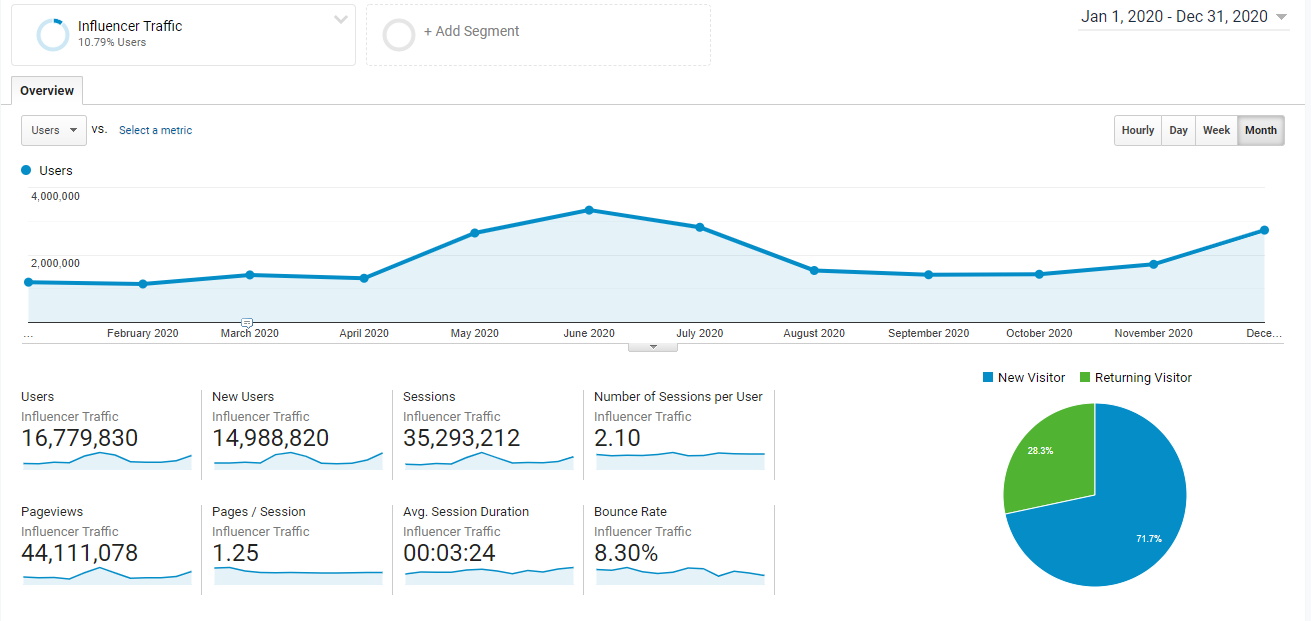 Influencer Traffic
10.79% Users
+ Add Segment
Jan 1, 2020 - Dec 31, 2020
Overview
Users
VS.
Select a metric
Hourly Day Week Month
Users
4,000,000
2,000,000
... February 2020 March 2020 April 2020 May 2020 June 2020 July 2020 August 2020 September 2020 October 2020 November 2020 Dece...
New Visitor Returning Visitor
Users
Influencer Traffic
16,779,830
New Users
Influencer Traffic
14,988,820
Sessions
Influencer Traffic
35,293,212
Number of Sessions per User
Influencer Traffic
2.10
Pageviews
Influencer Traffic
44,111,078
Pages / Session
Influencer Traffic
1.25
Avg. Session Duration
Influencer Traffic
00:03:24
Bounce Rate
Influencer Traffic
8.30%
28.3%
71.7%